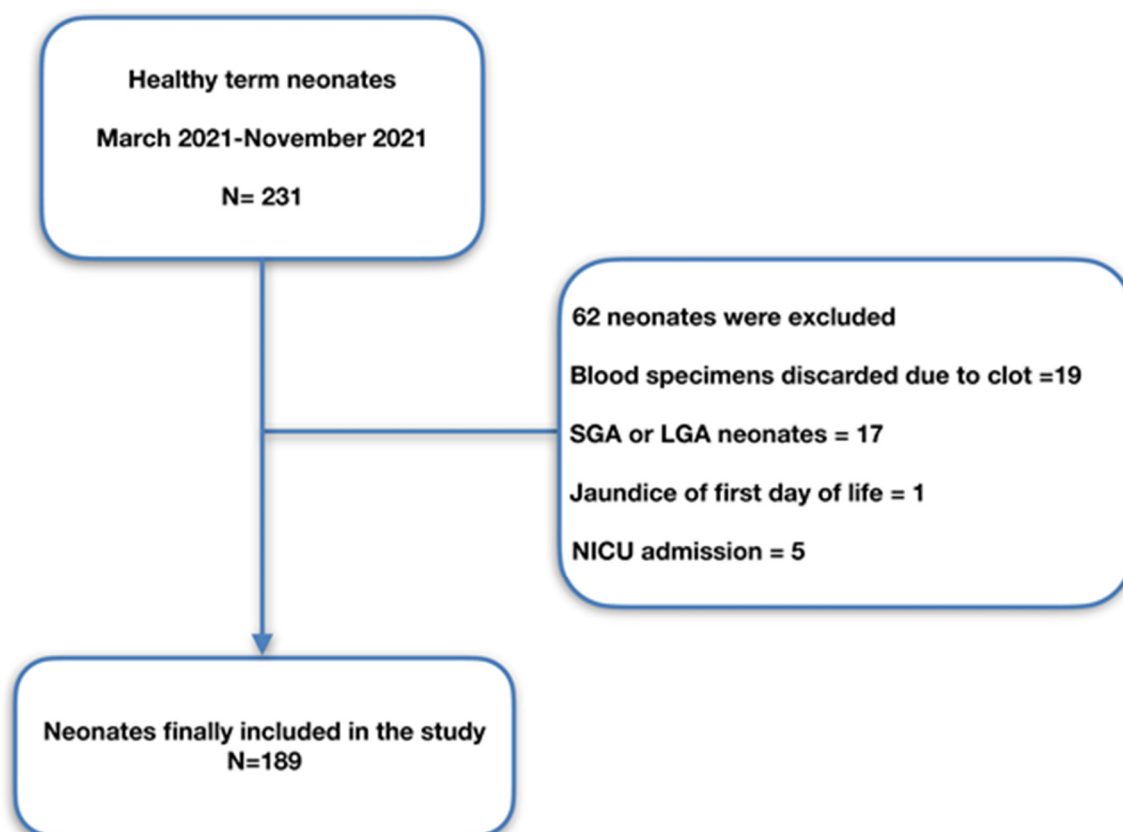 Healthy term neonates
March 2021-November 2021
N= 231
62 neonates were excluded
Blood specimens discarded due to clot =19
SGA or LGA neonates = 17
Jaundice of first day of life = 1
NICU admission = 5
Neonates finally included in the study
N=189